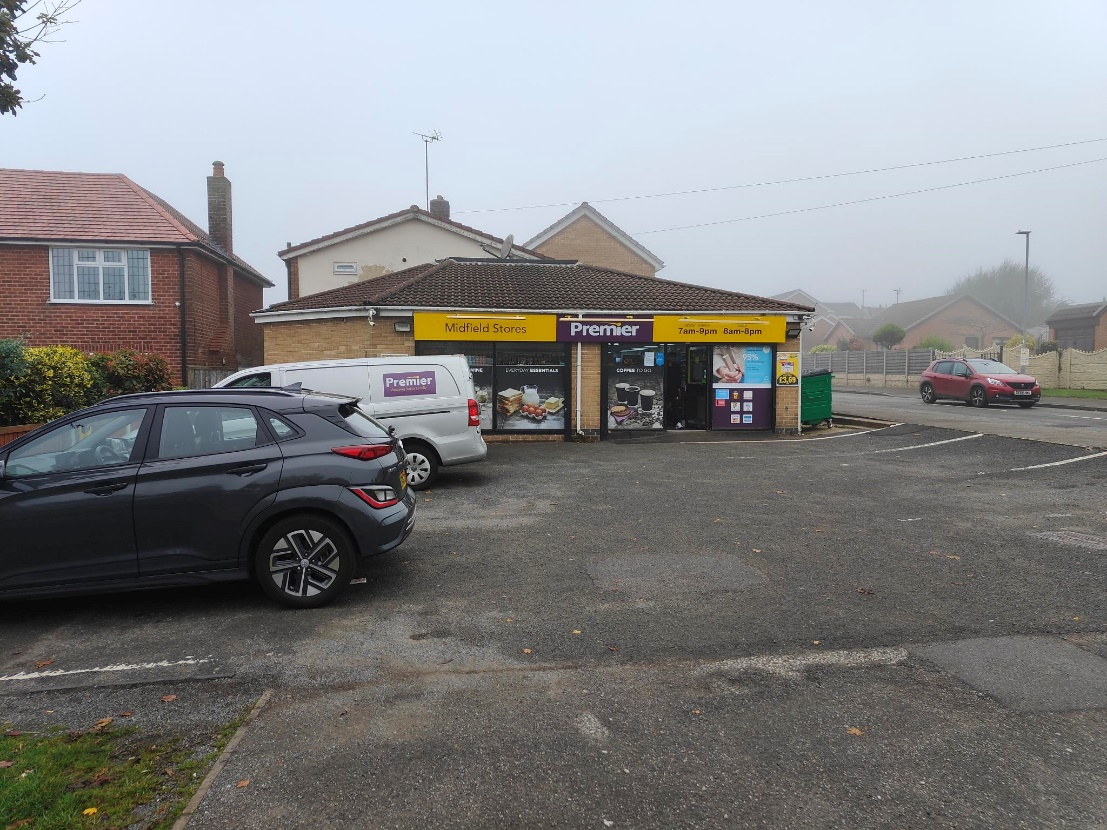 Midfield Stores
Premier
7am-9pm 8am-8pm
Premier
EVERYDAY ESSENTIALS
COFFEE TO GO
95%
£3.69